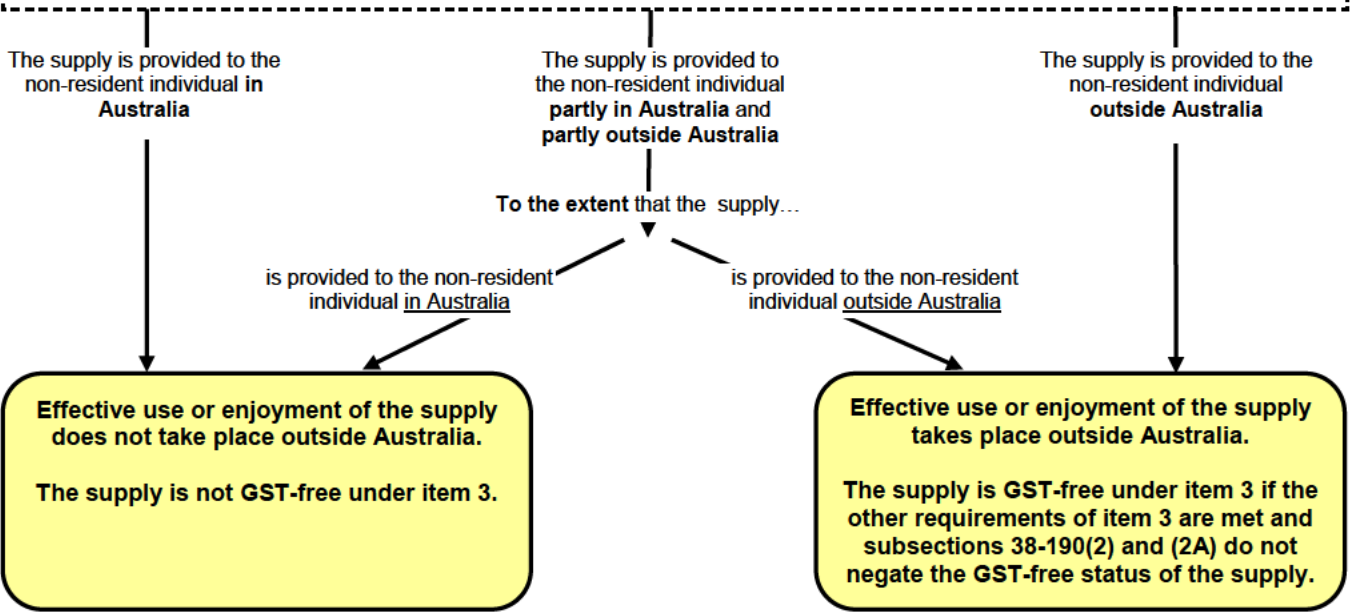 The supply is provided to the
non-resident individual in
Australia
The supply is provided to
the non-resident individual
partly in Australia and
partly outside Australia
The supply is provided to the
non-resident individual
outside Australia
To the extent that the supply…
is provided to the non-resident
individual in Australia
is provided to the non-resident
individual outside Australia
Effective use or enjoyment of the supply
does not take place outside Australia.
The supply is not GST-free under item 3.
Effective use or enjoyment of the supply
takes place outside Australia.
The supply is GST-free under item 3 if the
other requirements of item 3 are met and
subsections 38-190(2) and (2A) do not
negate the GST-free status of the supply.